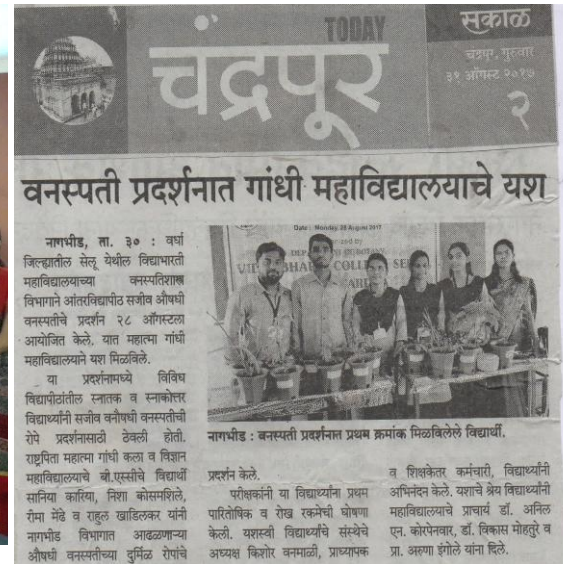 TODAY
चंद्रपूर
सकाळ
चंद्रपूर, गुरुवार
३१ ऑगस्ट २०१७
२
वनस्पती प्रदर्शनात गांधी महाविद्यालयाचे यश
नागभीड, ता. ३० : वर्धा
जिल्ह्यातील सेलू येथील विद्याभारती
महाविद्यालयाच्या वनस्पतिशास्त्र
विभागाने आंतरविद्यापीठ सजीव औषधी
वनस्पतीचे प्रदर्शन २८ ऑगस्टला
आयोजित केले, यात महात्मा गांधी
महाविद्यालयाने यश मिळविले.
या प्रदर्शनामध्ये विविध
विद्यापीठांतील स्नातक व स्नाकोत्तर
विद्यार्थ्यांनी सजीव वनौषधी वनस्पतीची
रोपे प्रदर्शनासाठी ठेवली होती.
राष्ट्रपिता महात्मा गांधी कला व विज्ञान
महाविद्यालयाचे बी.एस्सीचे विद्यार्थी
सानिया कारिया, निशा कोसमशिले,
रीमा मेंढे व राहुल खाडिलकर यांनी
नागभीड विभागात आढळणाऱ्या
औषधी वनस्पतीच्या दुर्मिळ रोपांचे
Date : Monday, 28 August 2017
नागभीड : वनस्पती प्रदर्शनात प्रथम क्रमांक मिळविलेले विद्यार्थी.
प्रदर्शन केले.
परीक्षकांनी या विद्यार्थ्यांना प्रथम
पारितोषिक व रोख रकमेची घोषणा
केली. यशस्वी विद्यार्थ्यांचे संस्थेचे
अध्यक्ष किशोर वनमाळी, प्राध्यापक
व शिक्षकेतर कर्मचारी, विद्यार्थ्यांनी
अभिनंदन केले. यशाचे श्रेय विद्यार्थ्यांनी
महाविद्यालयाचे प्राचार्य डॉ. अनिल
एन. कोरपेनवार, डॉ. विकास मोहतुरे व
प्रा. अरुणा इंगोले यांना दिले.